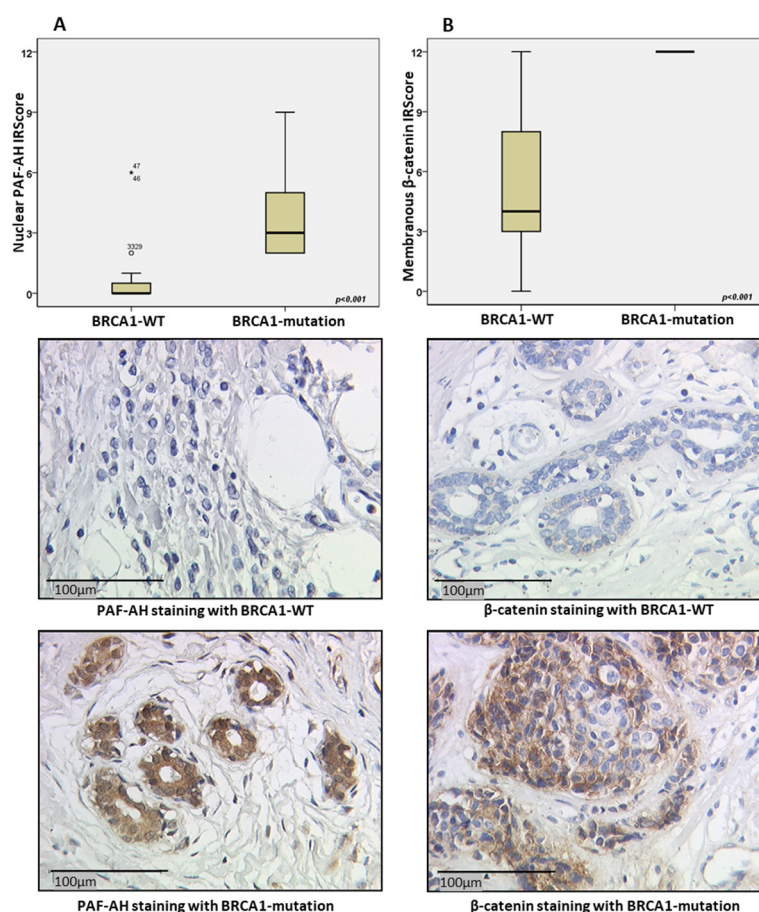 A
B
12
9
6
3
0
Nuclear PAF-AH IRScore
47
46
3329
p<0.001
BRCA1-WT
BRCA1-mutation
12
9
6
3
0
Membranous β-catenin IRScore
p<0.001
BRCA1-WT
BRCA1-mutation
100µm
PAF-AH staining with BRCA1-WT
100µm
β-catenin staining with BRCA1-WT
100µm
PAF-AH staining with BRCA1-mutation
100µm
β-catenin staining with BRCA1-mutation